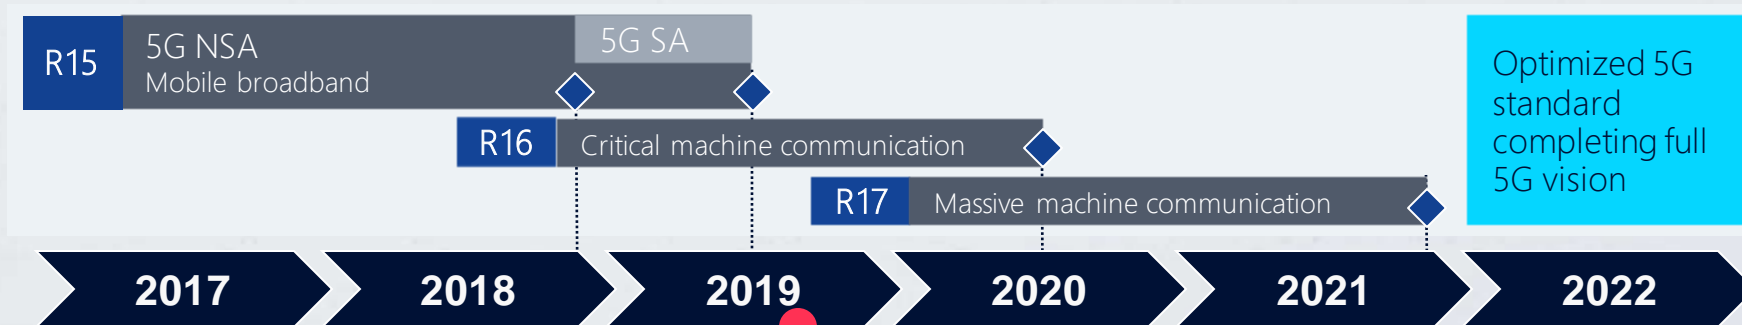 R15
5G NSA
Mobile broadband
5G SA
R16
Critical machine communication
R17
Massive machine communication
Optimized 5G
standard
completing full
5G vision
2017
2018
2019
2020
2021
2022